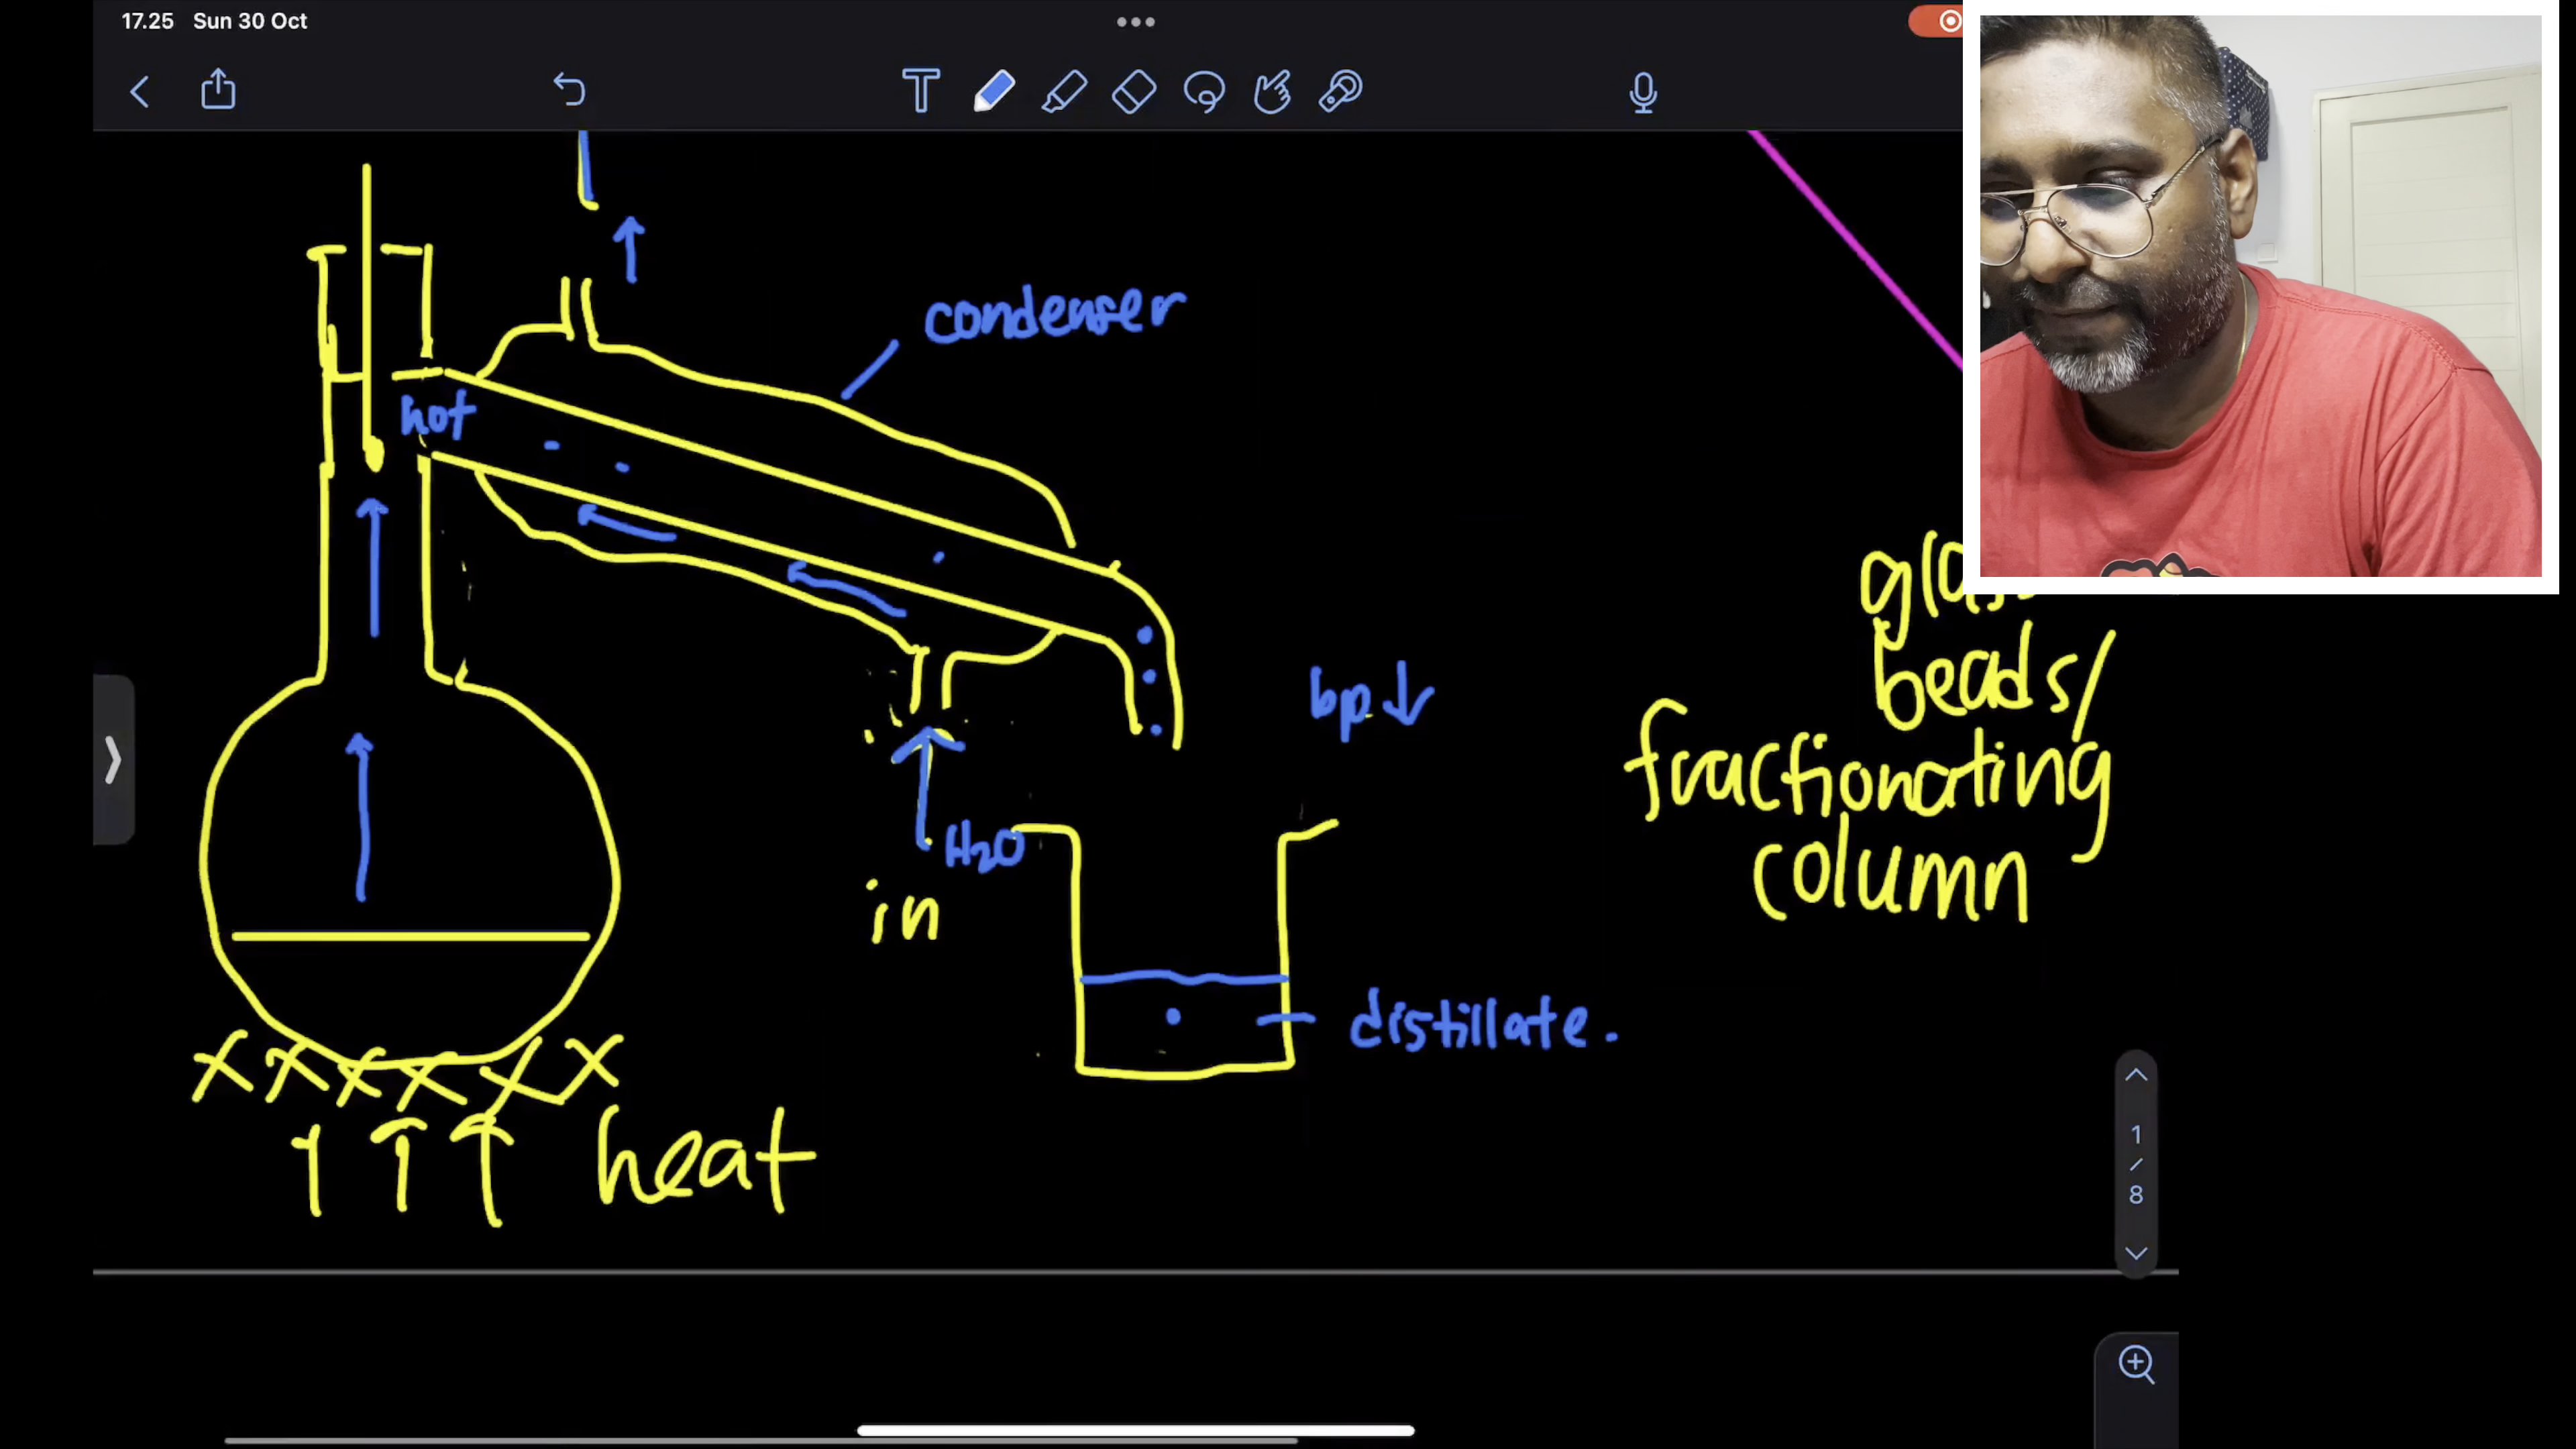 17.25 Sun 30 Oct
T
condenser
hot
bp ↓
H2O
in
beads/
fractionating
column
distillate.
heat
1
/
8